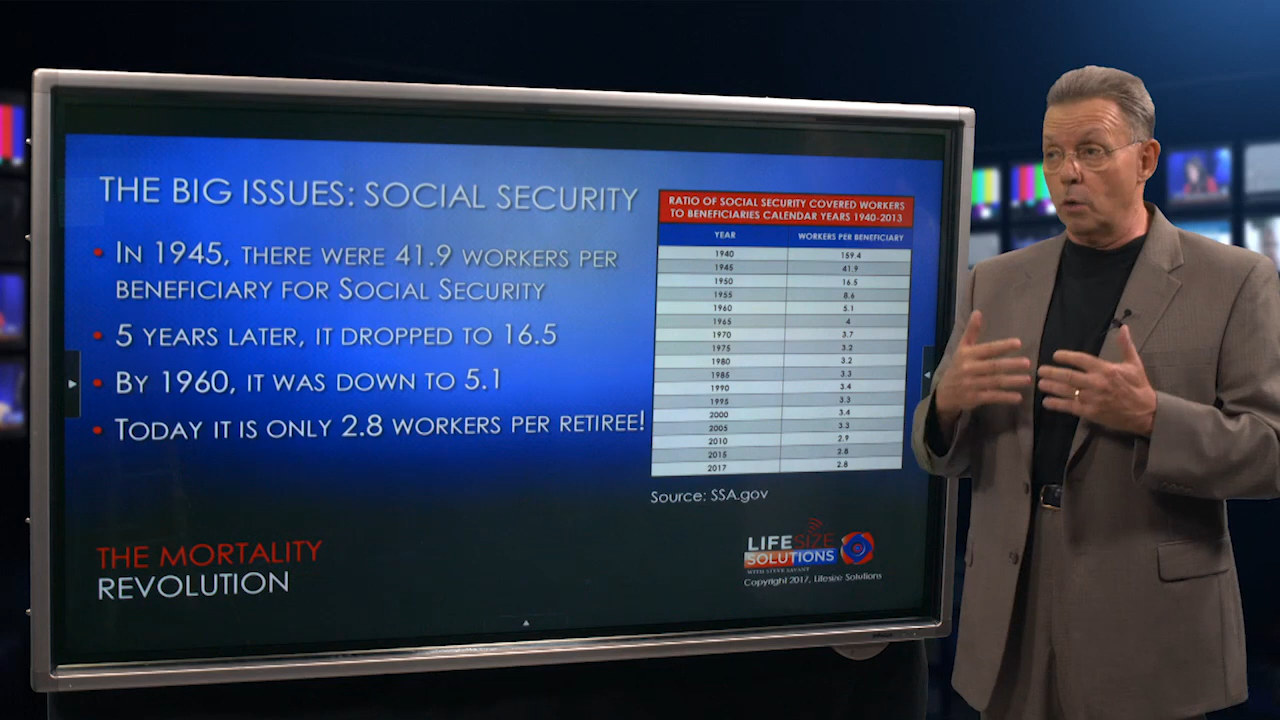 THE BIG ISSUES: SOCIAL SECURITY
• IN 1945, THERE WERE 41.9 WORKERS PER
BENEFICIARY FOR SOCIAL SECURITY
• 5 YEARS LATER, IT DROPPED TO 16.5
• BY 1960, IT WAS DOWN TO 5.1
• TODAY IT IS ONLY 2.8 WORKERS PER RETIREE!
RATIO OF SOCIAL SECURITY COVERED WORKERS
TO BENEFICIARIES CALENDAR YEARS 1940-2013
YEAR WORKERS PER BENEFICIARY
1940 159.4
1945 41.9
1950 16.5
1955 8.6
1960 5.1
1965 4
1970 3.7
1975 3.2
1980 3.2
1985 3.3
1990 3.4
1995 3.3
2000 3.4
2005 3.3
2010 2.9
2015 2.8
2017 2.8
Source: SSA.gov
THE MORTALITY
REVOLUTION
LIFESIZE
SOLUTIONS
WITH STEVE SAVANT
Copyright 2017, Lifesize Solutions